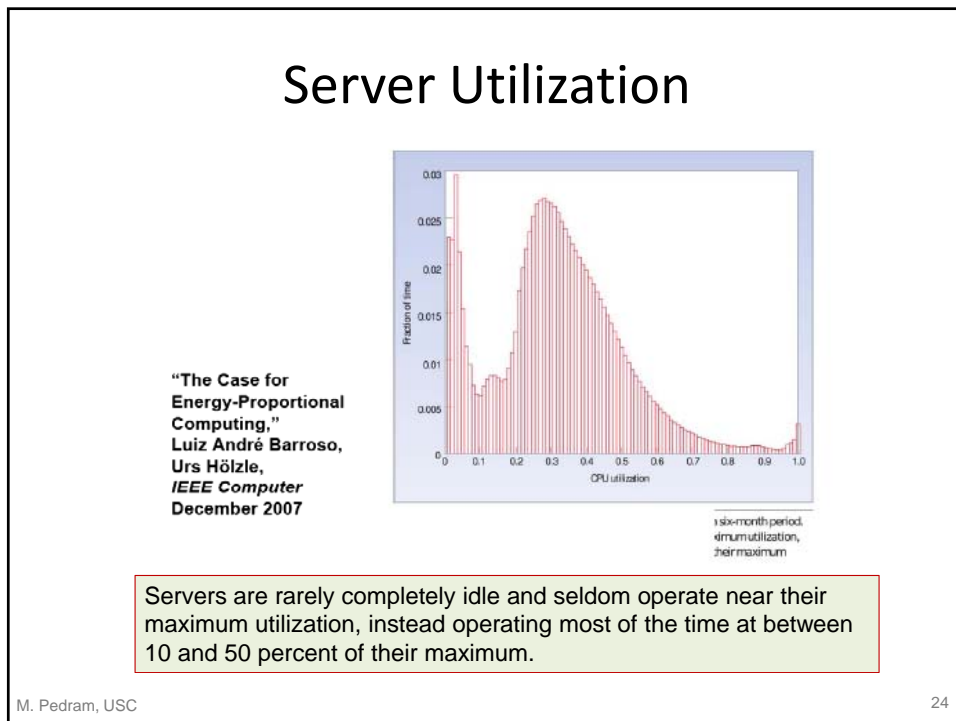 Server Utilization
0.03
0.025
0.02
0.015
0.01
0.005
0
Fraction of time
0 0.1 0.2 0.3 0.4 0.5 0.6 0.7 0.8 0.9 1.0
CPU utilization
“The Case for
Energy-Proportional
Computing,”
Luiz André Barroso,
Urs Hölzle,
IEEE Computer
December 2007
six-month period.
utilization,
their maximum
Servers are rarely completely idle and seldom operate near their
maximum utilization, instead operating most of the time at between
10 and 50 percent of their maximum.
M. Pedram, USC
24